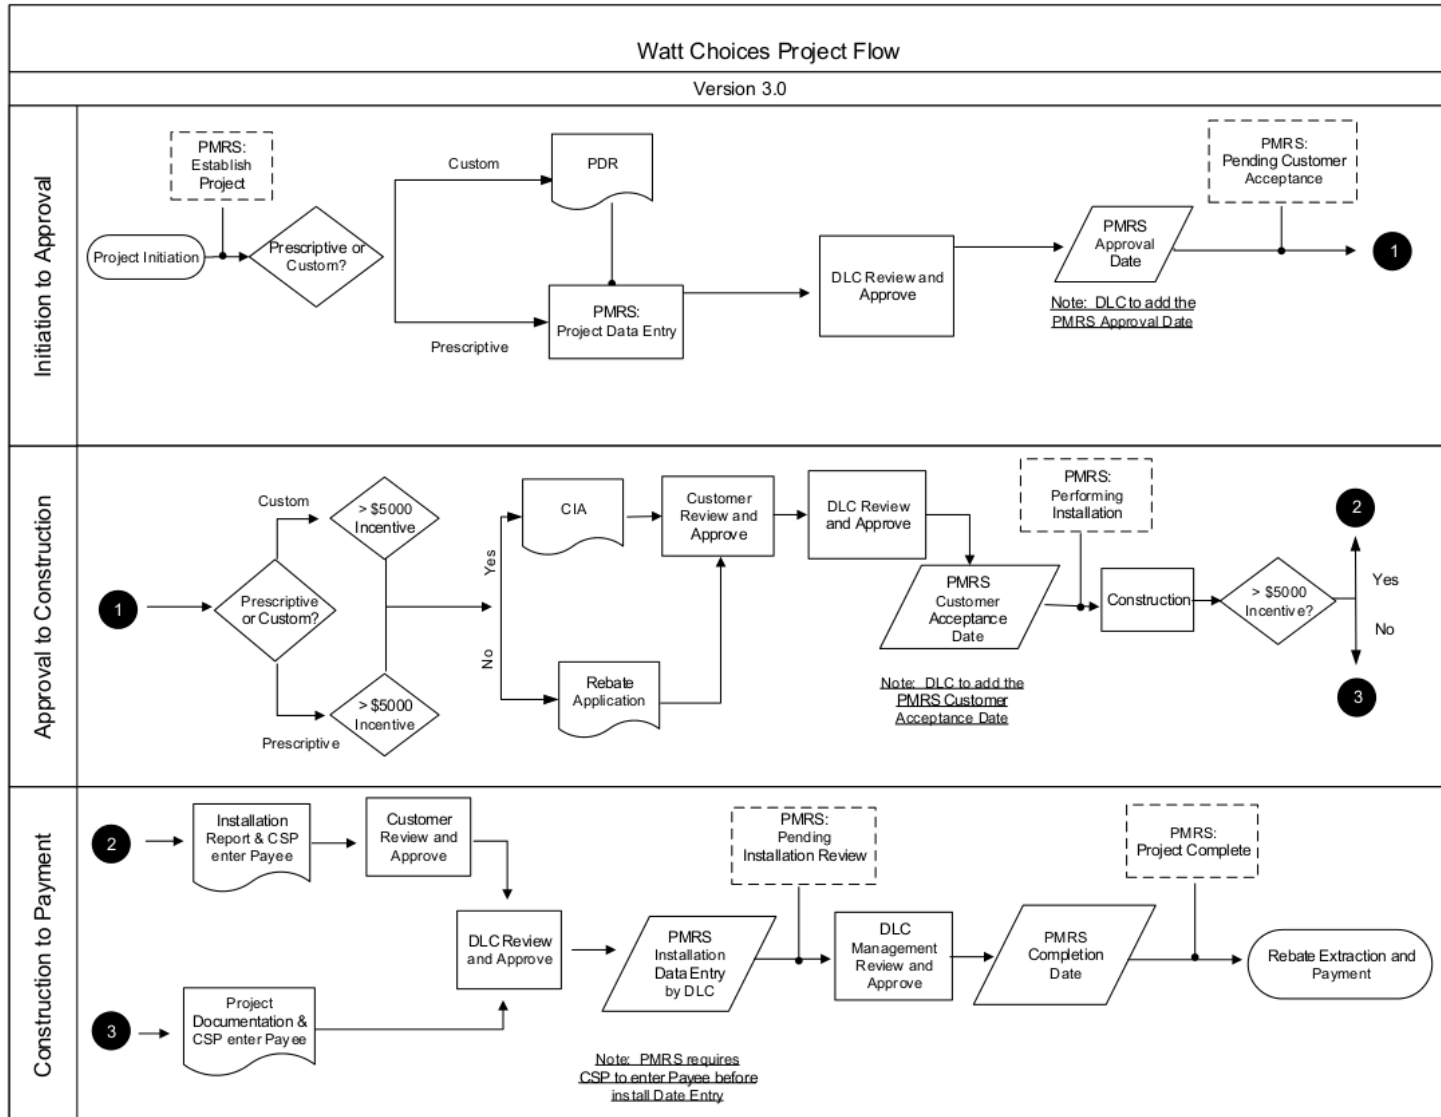 Watt Choices Project Flow
Version 3.0
Initiation to Approval
PMRS:
Establish
Project
Project Initiation
Prescriptive or
Custom?
Custom
Prescriptive
PDR
PMRS:
Project Data Entry
DLC Review and
Approve
PMRS
Approval
Date
Note: DLC to add the
PMRS Approval Date
PMRS:
Pending Customer
Acceptance
1
Approval to Construction
1
Prescriptive
or Custom?
Custom
Prescriptive
> $5000
Incentive
> $5000
Incentive
Yes
No
CIA
Rebate
Application
Customer
Review and
Approve
DLC Review
and Approve
PMRS
Customer
Acceptance
Date
Note: DLC to add the
PMRS Customer
Acceptance Date
PMRS:
Performing
Installation
Construction
> $5000
Incentive?
2
Yes
No
3
Construction to Payment
2
Installation
Report & CSP
enter Payee
Customer
Review and
Approve
3
Project
Documentation &
CSP enter Payee
DLC Review
and Approve
PMRS
Installation
Data Entry
by DLC
Note: PMRS requires
CSP to enter Payee before
install Date Entry
PMRS:
Pending
Installation Review
DLC
Management
Review and
Approve
PMRS
Completion
Date
PMRS:
Project Complete
Rebate Extraction and
Payment